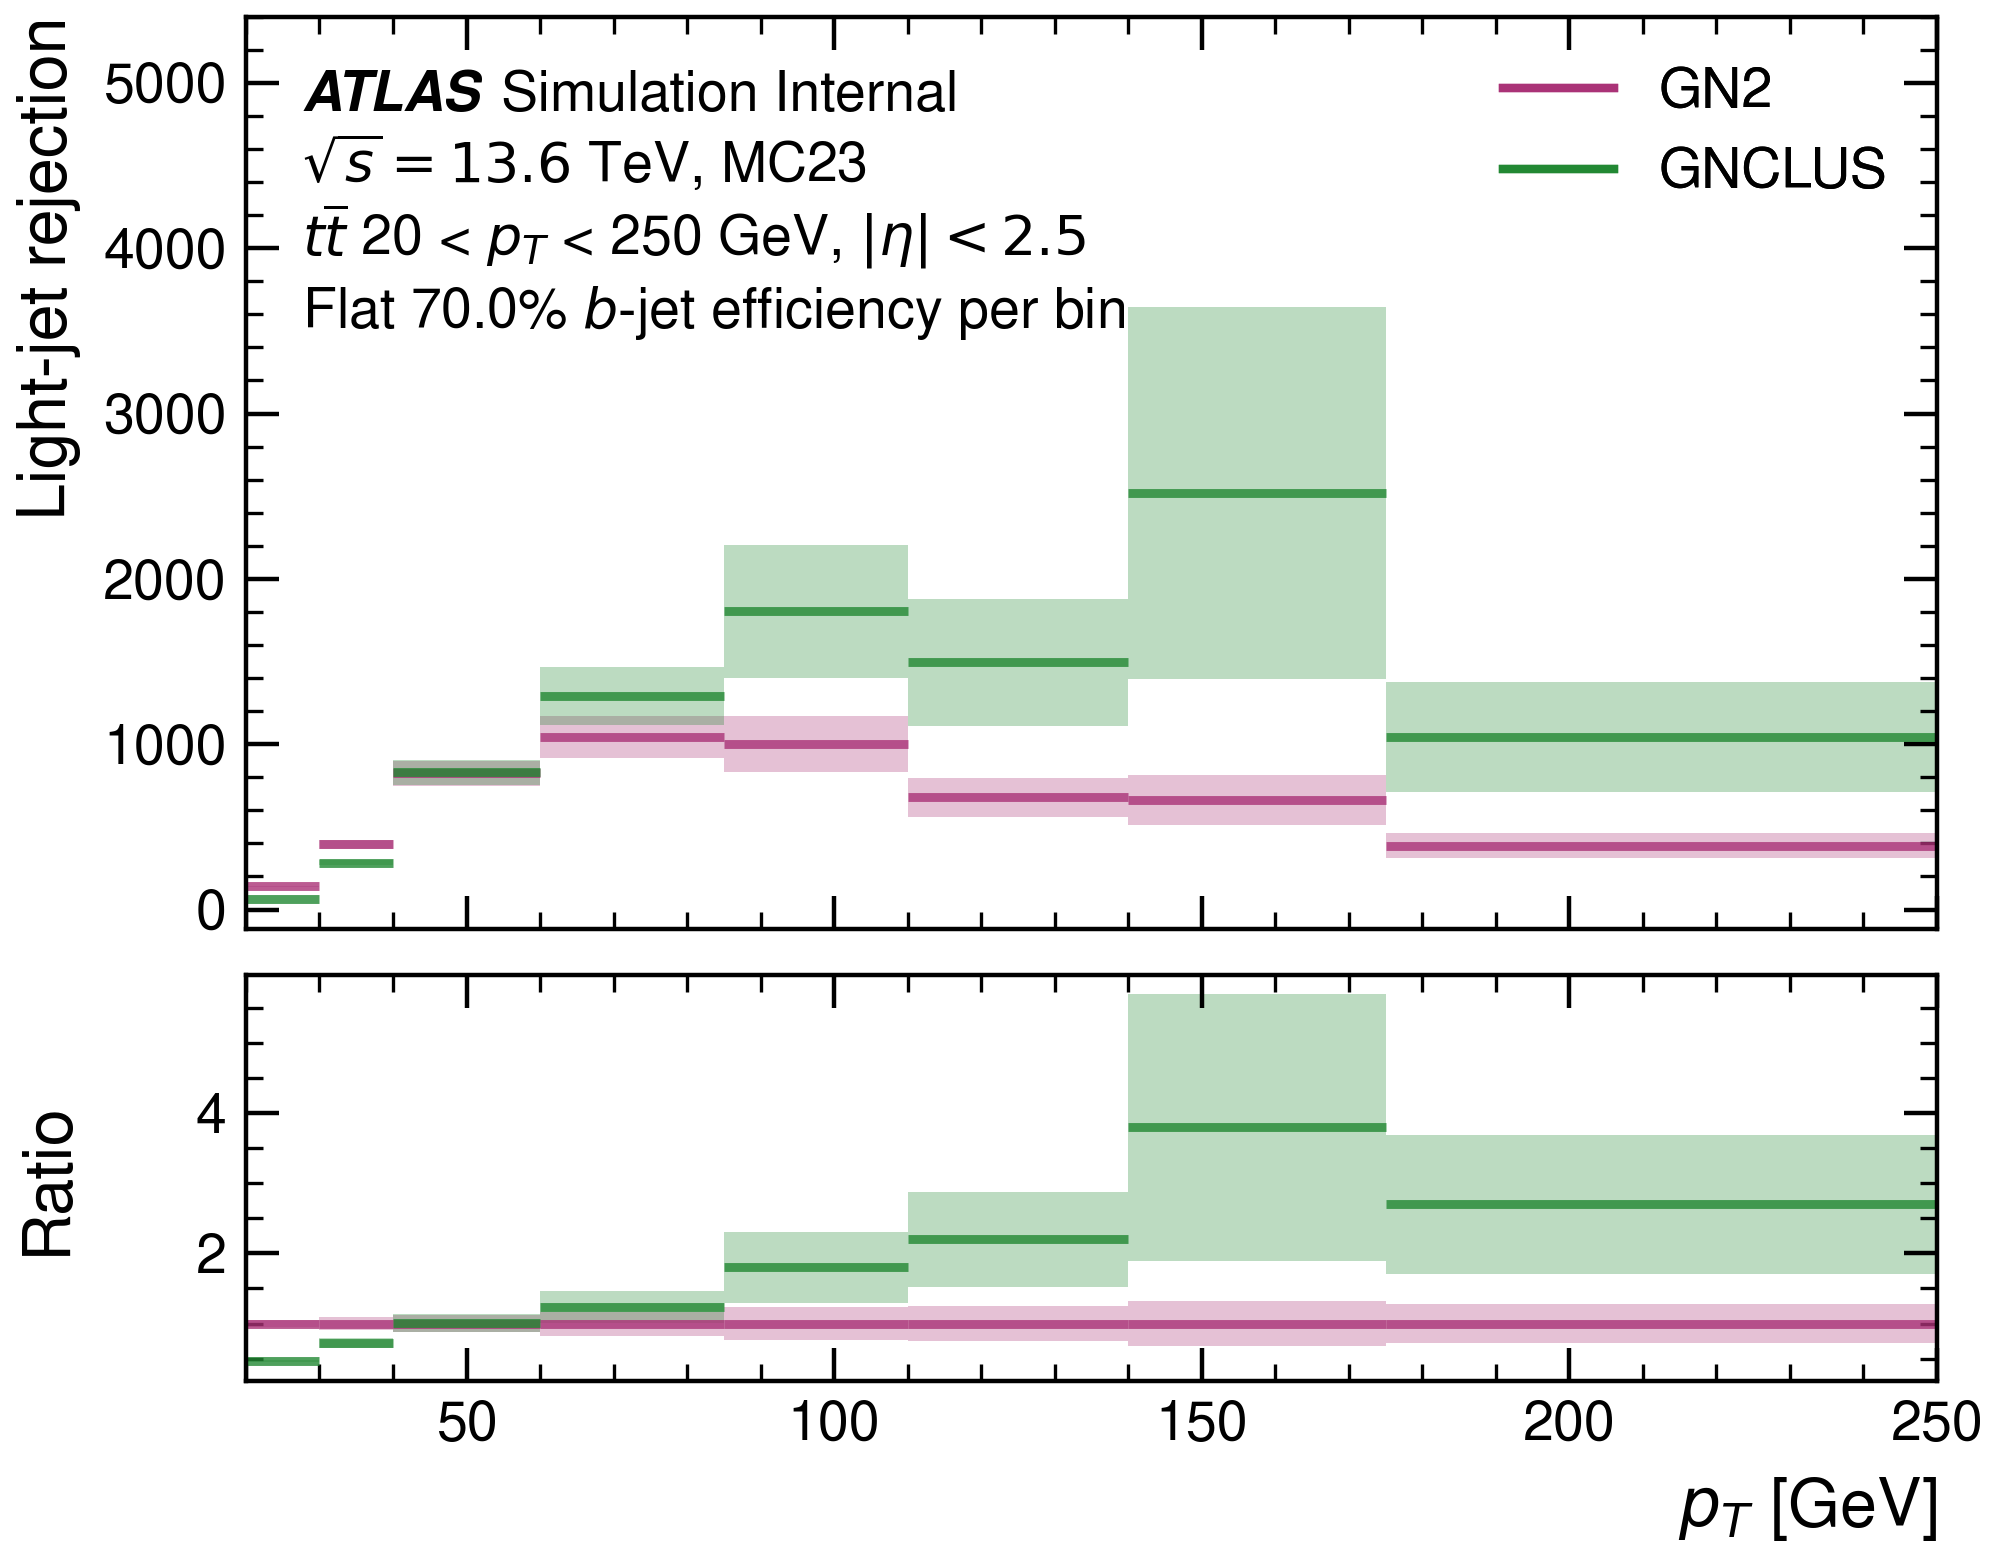 Light-jet rejection
5000
4000
3000
2000
1000
0
ATLAS Simulation Internal
√s = 13.6 TeV, MC23
tt̅ 20 < p_T < 250 GeV, |η| < 2.5
Flat 70.0% b-jet efficiency per bin
GN2
GNCLUS
Ratio
4
2
50 100 150 200 250
p_T [GeV]